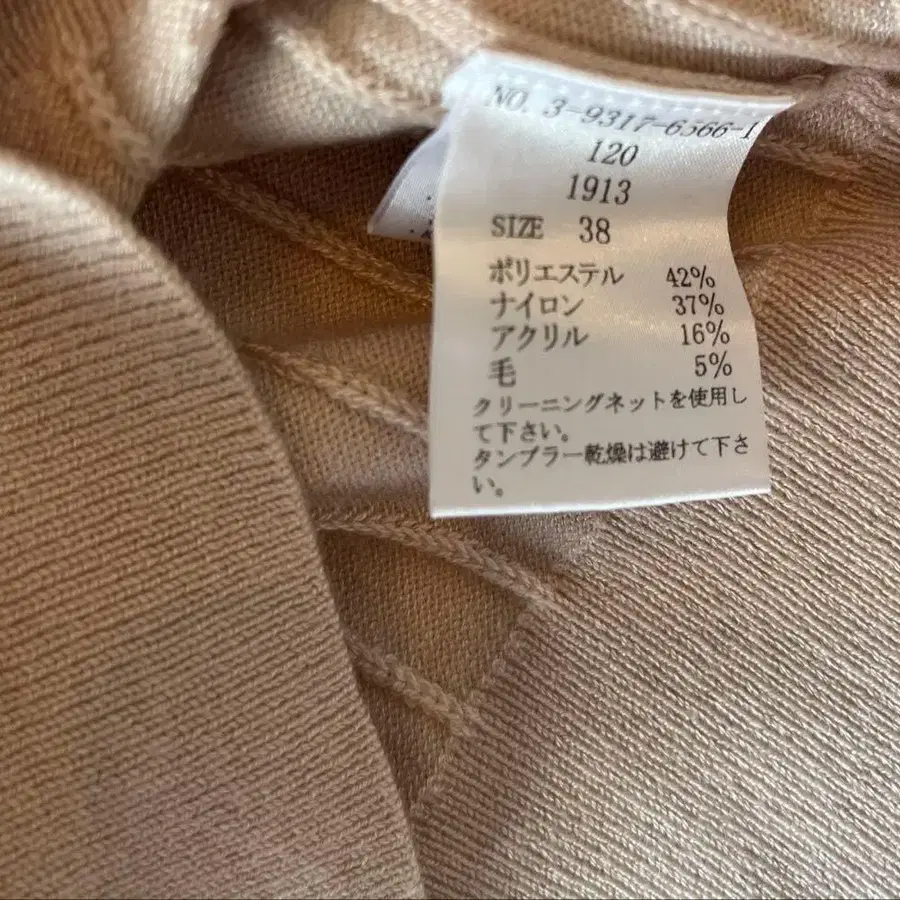 NO. 3-9317-6566-1
120
1913
SIZE 38
ポリエステル 42%
ナイロン 37%
アクリル 16%
毛 5%
クリーニングネットを使用し
て下さい。
タンブラー乾燥は避けて下さ
い。